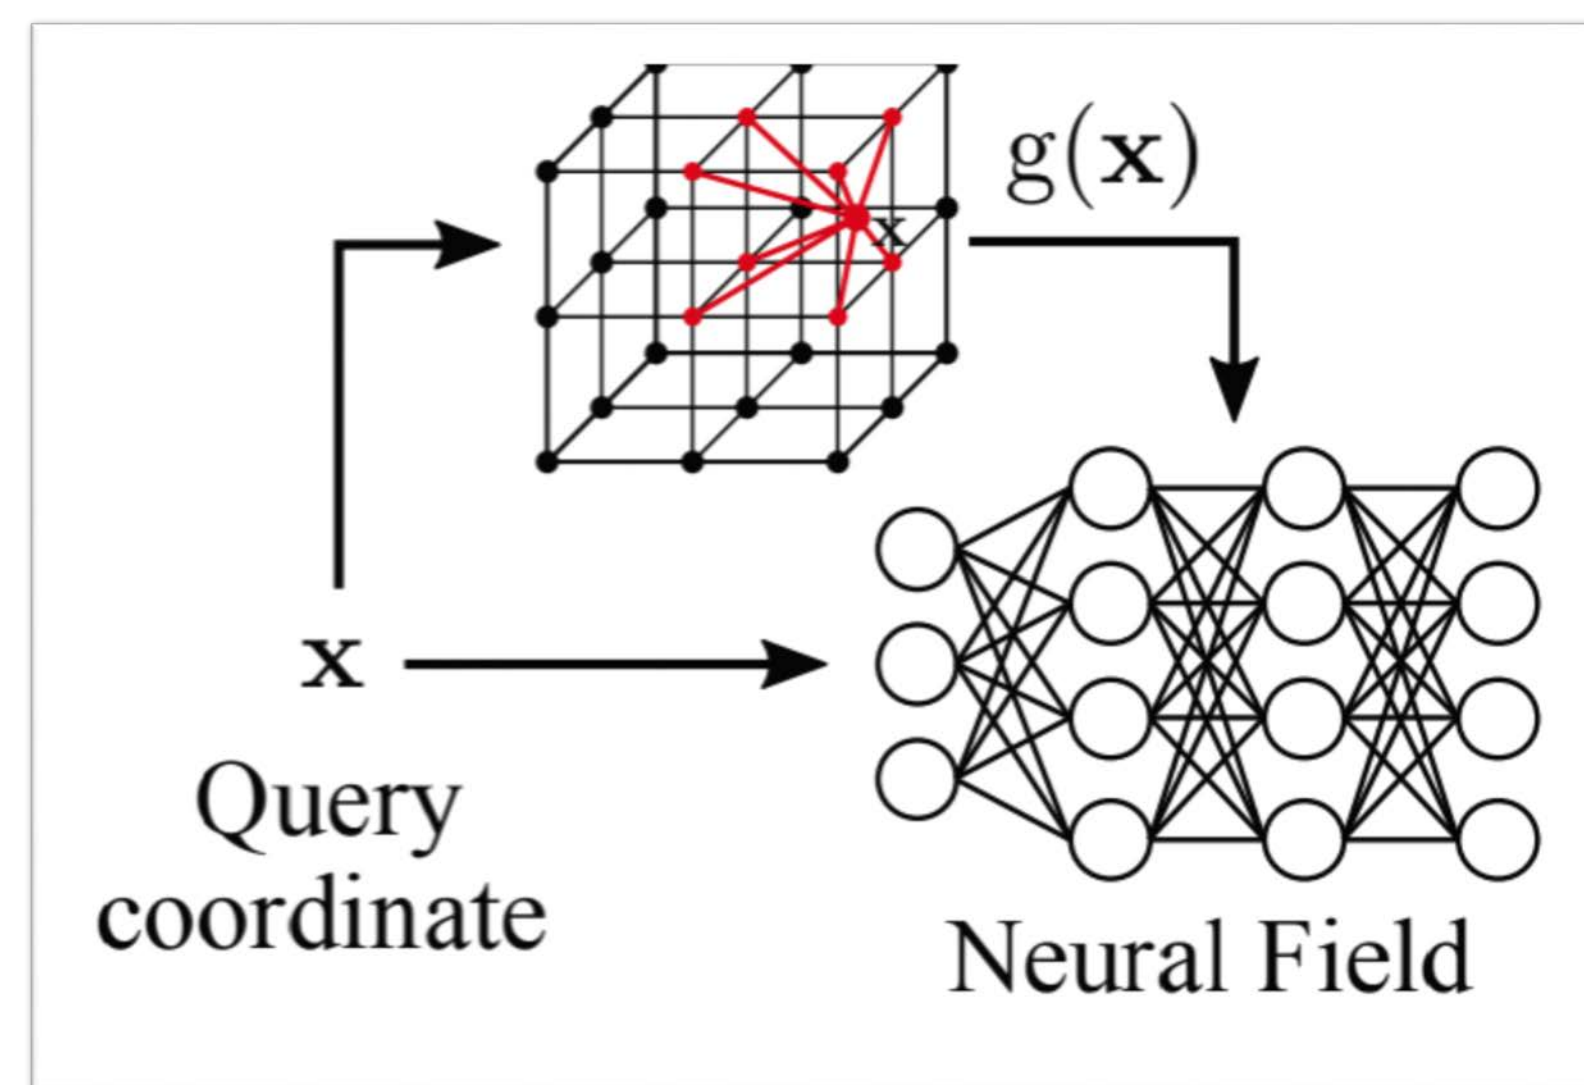 x
g(x)
x
Query
coordinate
Neural Field